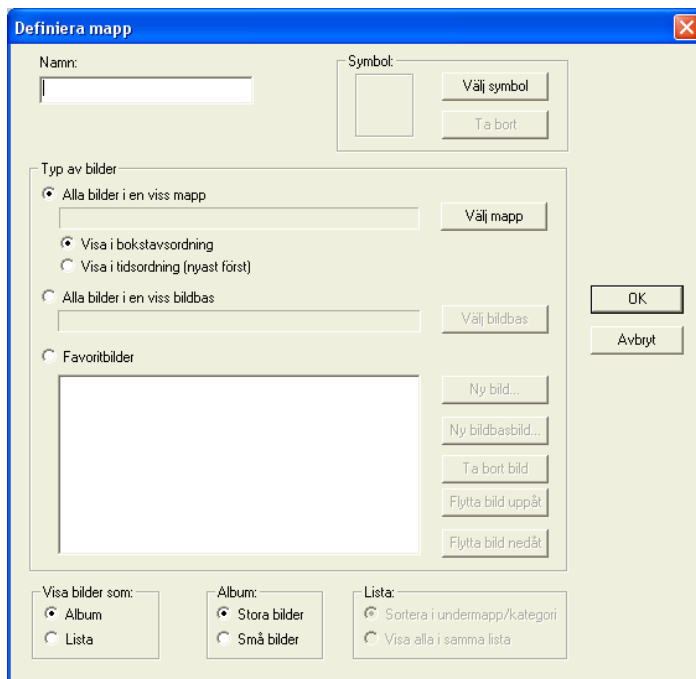 Definiera mapp
Namn:
Symbol:
Välj symbol
Ta bort
Typ av bilder
Alla bilder i en viss mapp
Välj mapp
Visa i bokstavsordning
Visa i tidsordning (nyast först)
Alla bilder i en viss bildbas
Välj bildbas
OK
Avbryt
Favoritbilder
Ny bild...
Ny bildbasbild...
Ta bort bild
Flytta bild uppåt
Flytta bild nedåt
Visa bilder som:
Album
Lista
Album:
Stora bilder
Små bilder
Lista:
Sortera i undermapp/kategori
Visa alla i samma lista